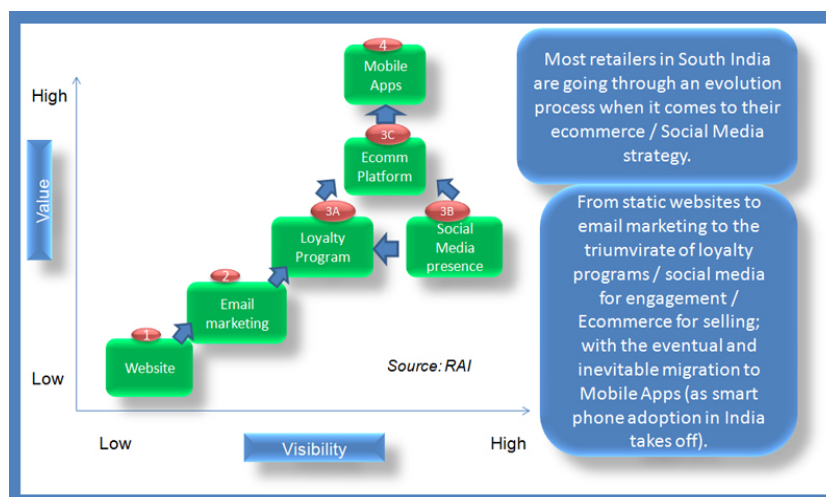 4
Mobile
Apps
High
3C
Ecomm
Platform
Value
3A
Loyalty
Program
3B
Social
Media
presence
2
Email
marketing
1
Website
Source: RAI
Low
Low
Visibility
High
Most retailers in South India
are going through an evolution
process when it comes to their
ecommerce / Social Media
strategy.
From static websites to
email marketing to the
triumvirate of loyalty
programs / social media
for engagement /
Ecommerce for selling;
with the eventual and
inevitable migration to
Mobile Apps (as smart
phone adoption in India
takes off).